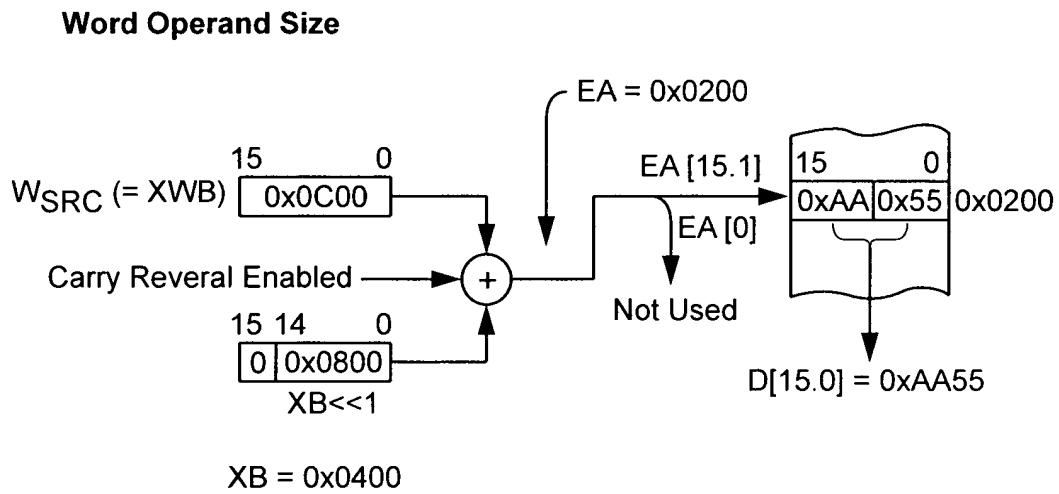 Word Operand Size
EA = 0x0200
15 0
W_SRC (= XWB) 0x0C00
EA [15.1]
15 0
0xAA 0x55 0x0200
EA [0]
Carry Reveral Enabled
+
Not Used
15 14 0
0 0x0800
XB<<1
D[15.0] = 0xAA55
XB = 0x0400